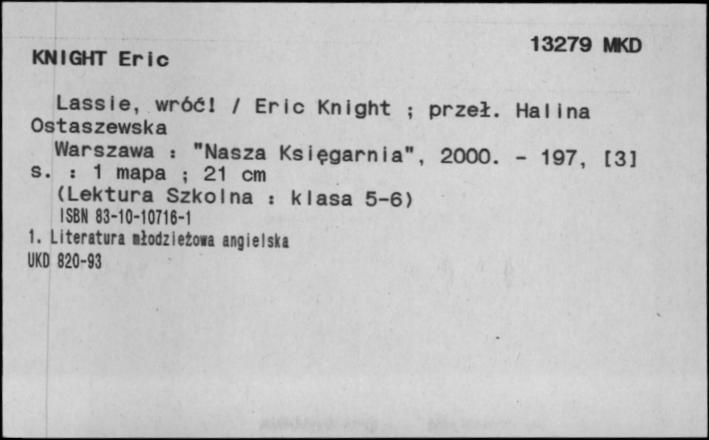 13279 MKD
KNIGHT Eric
Lassie, wróć! / Eric Knight ; przeł. Halina
Ostaszewska
Warszawa : "Nasza Księgarnia", 2000. - 197, [3]
s. : 1 mapa ; 21 cm
(Lektura Szkolna : klasa 5-6)
ISBN 83-10-10716-1
1. Literatura młodzieżowa angielska
UKD 820-93